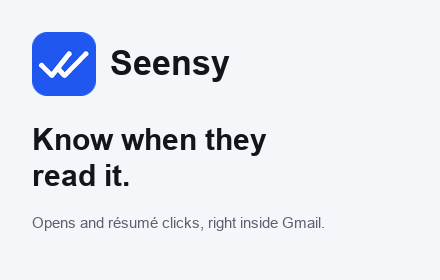 Seensy
Know when they
read it.
Opens and résumé clicks, right inside Gmail.